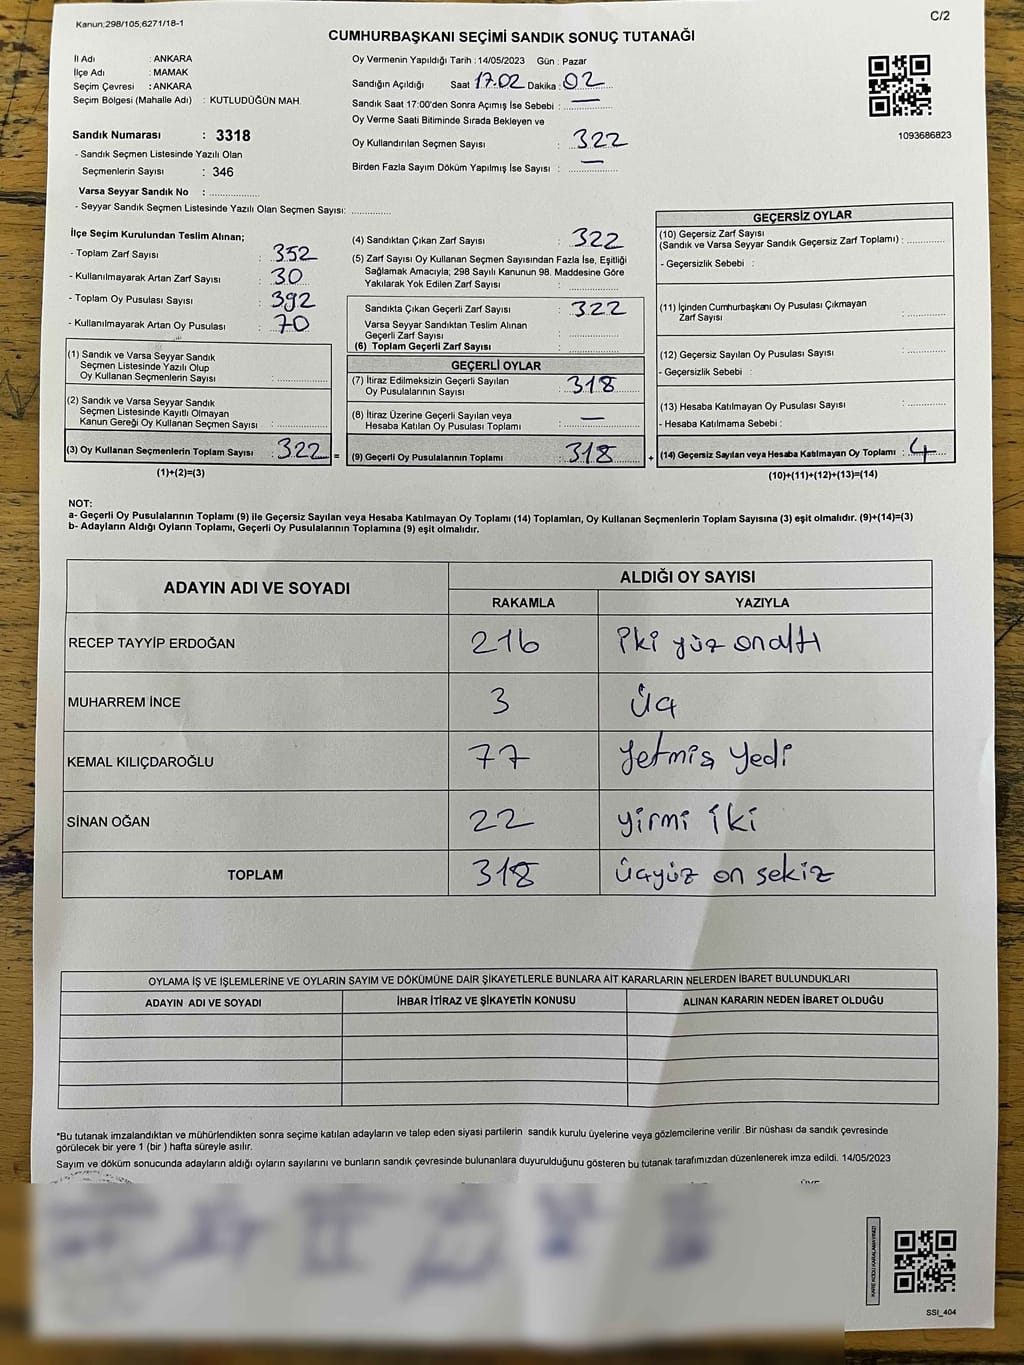 Kanun;298/105;6271/18-1
C/2
CUMHURBAŞKANI SEÇİMİ SANDIK SONUÇ TUTANAĞI
İl Adı : ANKARA
İlçe Adı : MAMAK
Seçim Çevresi : ANKARA
Seçim Bölgesi (Mahalle Adı) : KUTLUDÜĞÜN MAH.
Sandık Numarası : 3318
- Sandık Seçmen Listesinde Yazılı Olan
Seçmenlerin Sayısı : 346
Varsa Seyyar Sandık No : ..................
- Seyyar Sandık Seçmen Listesinde Yazılı Olan Seçmen Sayısı: ..............
Oy Vermenin Yapıldığı Tarih : 14/05/2023 Gün : Pazar
Sandığın Açıldığı Saat 17.02 Dakika : 02
Sandık Saat 17:00'den Sonra Açımış İse Sebebi : —
Oy Verme Saati Bitiminde Sırada Bekleyen ve
Oy Kullandırılan Seçmen Sayısı : 322
Birden Fazla Sayım Döküm Yapılmış İse Sayısı : —
1093686823
İlçe Seçim Kurulundan Teslim Alınan;
- Toplam Zarf Sayısı : 352
- Kullanılmayarak Artan Zarf Sayısı : 30
- Toplam Oy Pusulası Sayısı : 392
- Kullanılmayarak Artan Oy Pusulası : 70
(1) Sandık ve Varsa Seyyar Sandık
Seçmen Listesinde Yazılı Olup
Oy Kullanan Seçmenlerin Sayısı : ..............
(2) Sandık ve Varsa Seyyar Sandık
Seçmen Listesinde Kayıtlı Olmayan
Kanun Gereği Oy Kullanan Seçmen Sayısı : ..............
(3) Oy Kullanan Seçmenlerin Toplam Sayısı : 322 =
(1)+(2)=(3)
(4) Sandıktan Çıkan Zarf Sayısı : 322
(5) Zarf Sayısı Oy Kullanan Seçmen Sayısından Fazla İse, Eşitliği
Sağlamak Amacıyla; 298 Sayılı Kanunun 98. Maddesine Göre
Yakılarak Yok Edilen Zarf Sayısı : ..............
Sandıkta Çıkan Geçerli Zarf Sayısı : 322
Varsa Seyyar Sandıktan Teslim Alınan
Geçerli Zarf Sayısı : ..............
(6) Toplam Geçerli Zarf Sayısı : ..............
GEÇERLİ OYLAR
(7) İtiraz Edilmeksizin Geçerli Sayılan
Oy Pusulalarının Sayısı : 318
(8) İtiraz Üzerine Geçerli Sayılan veya
Hesaba Katılan Oy Pusulası Toplamı : —
(9) Geçerli Oy Pusulalarının Toplamı : 318 +
GEÇERSİZ OYLAR
(10) Geçersiz Zarf Sayısı
(Sandık ve Varsa Seyyar Sandık Geçersiz Zarf Toplamı) : ..............
- Geçersizlik Sebebi :
(11) İçinden Cumhurbaşkanı Oy Pusulası Çıkmayan
Zarf Sayısı : ..............
(12) Geçersiz Sayılan Oy Pusulası Sayısı : ..............
- Geçersizlik Sebebi :
(13) Hesaba Katılmayan Oy Pusulası Sayısı : ..............
- Hesaba Katılmama Sebebi :
(14) Geçersiz Sayılan veya Hesaba Katılmayan Oy Toplamı : 4
(10)+(11)+(12)+(13)=(14)
NOT:
a- Geçerli Oy Pusulalarının Toplamı (9) ile Geçersiz Sayılan veya Hesaba Katılmayan Oy Toplamı (14) Toplamları, Oy Kullanan Seçmenlerin Toplam Sayısına (3) eşit olmalıdır. (9)+(14)=(3)
b- Adayların Aldığı Oyların Toplamı, Geçerli Oy Pusulalarının Toplamına (9) eşit olmalıdır.
ADAYIN ADI VE SOYADI ALDIĞI OY SAYISI
RAKAMLA YAZIYLA
RECEP TAYYİP ERDOĞAN 216 iki yüz onaltı
MUHARREM İNCE 3 üç
KEMAL KILIÇDAROĞLU 77 Yetmiş Yedi
SİNAN OĞAN 22 yirmi iki
TOPLAM 318 üçyüz on sekiz
OYLAMA İŞ VE İŞLEMLERİNE VE OYLARIN SAYIM VE DÖKÜMÜNE DAİR ŞİKAYETLERLE BUNLARA AİT KARARLARIN NELERDEN İBARET BULUNDUKLARI
ADAYIN ADI VE SOYADI İHBAR İTİRAZ VE ŞİKAYETİN KONUSU ALINAN KARARIN NEDEN İBARET OLDUĞU
*Bu tutanak imzalandıktan ve mühürlendikten sonra seçime katılan adayların ve talep eden siyasi partilerin sandık kurulu üyelerine veya gözlemcilerine verilir .Bir nüshası da sandık çevresinde
görülecek bir yere 1 (bir ) hafta süreyle asılır.
Sayım ve döküm sonucunda adayların aldığı oyların sayılarını ve bunların sandık çevresinde bulunanlara duyurulduğunu gösteren bu tutanak tarafımızdan düzenlenerek imza edildi. 14/05/2023
KARE KODU KARALAMAYINIZ!
SSI_404